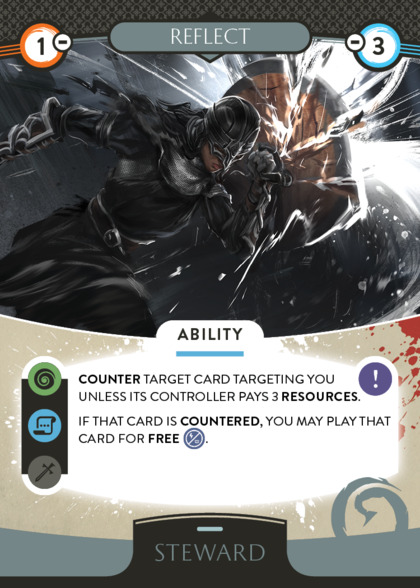 REFLECT
1 -
- 3
ABILITY
COUNTER TARGET CARD TARGETING YOU
UNLESS ITS CONTROLLER PAYS 3 RESOURCES.
!
IF THAT CARD IS COUNTERED, YOU MAY PLAY THAT
CARD FOR FREE.
STEWARD